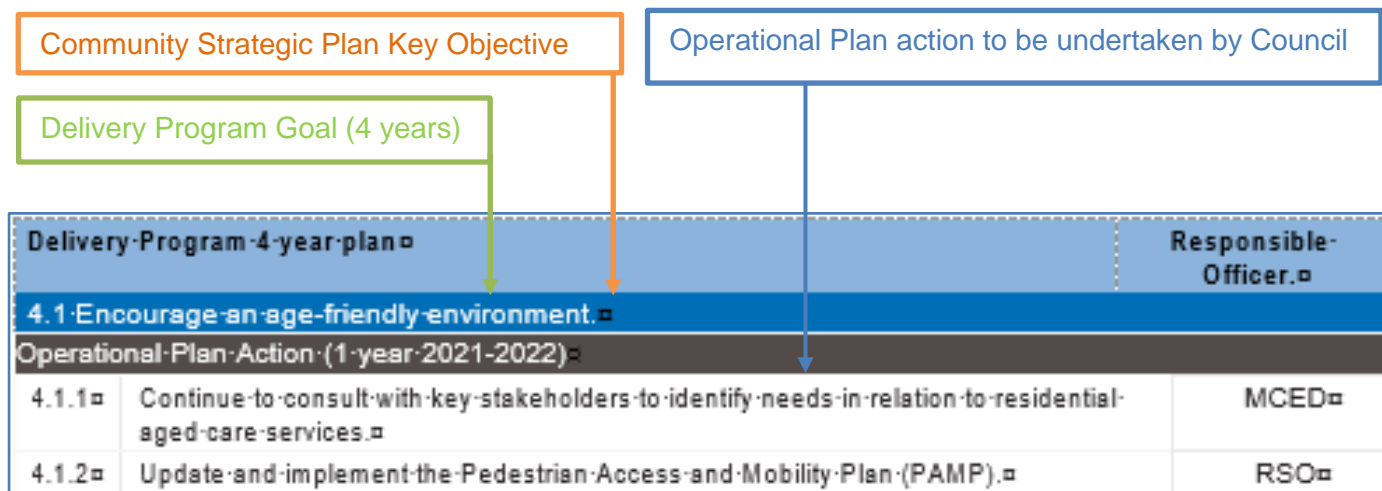 Community Strategic Plan Key Objective
Operational Plan action to be undertaken by Council
Delivery Program Goal (4 years)
Delivery·Program·4·year·plan¤
Responsible·
Officer.¤
4.1·Encourage·an·age-friendly·environment.¤
Operational·Plan·Action·(1·year·2021-2022)¤
4.1.1¤ Continue·to·consult·with·key·stakeholders·to·identify·needs·in·relation·to·residential· MCED¤
aged·care·services.¤
4.1.2¤ Update·and·implement·the·Pedestrian·Access·and·Mobility·Plan·(PAMP).¤ RSO¤